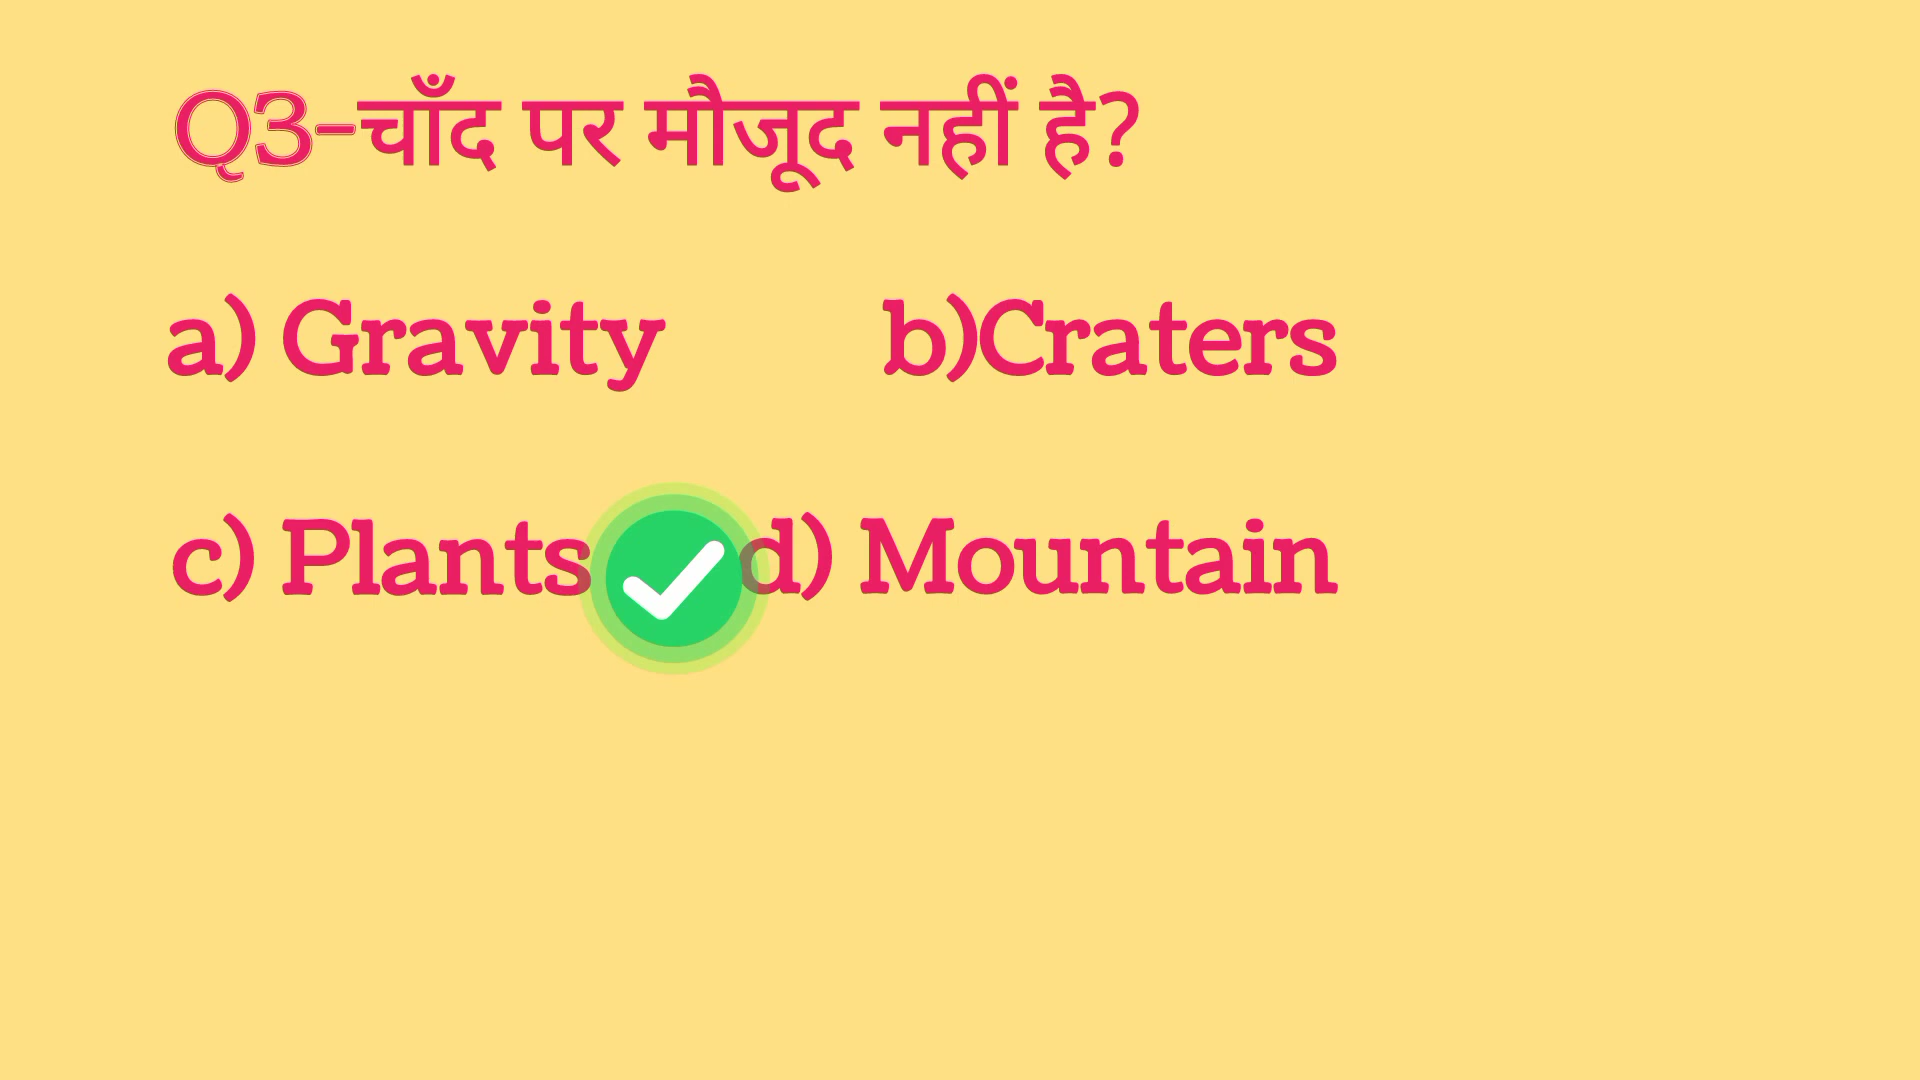 Q3-चाँद पर मौजूद नहीं है?
a) Gravity b)Craters
c) Plants d) Mountain